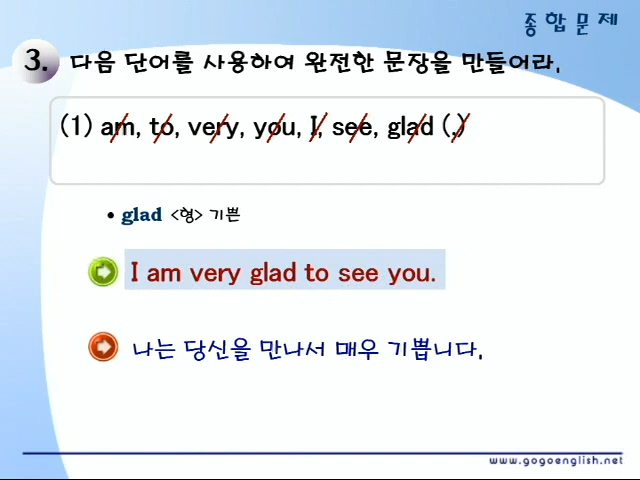 종합문제
3. 다음 단어를 사용하여 완전한 문장을 만들어라.
(1) am, to, very, you, I, see, glad (.)
• glad <형> 기쁜
I am very glad to see you.
나는 당신을 만나서 매우 기쁩니다.
www.gogoenglish.net